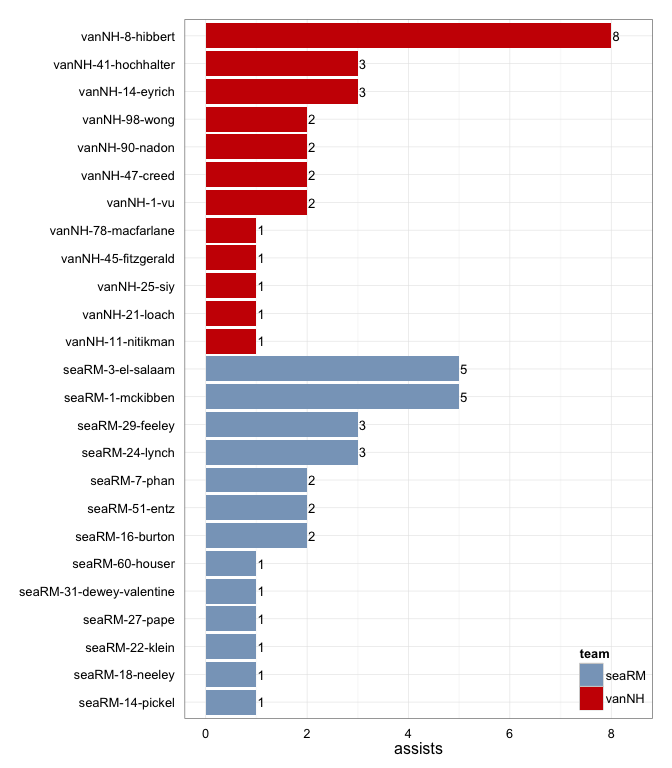 vanNH-8-hibbert 8
vanNH-41-hochhalter 3
vanNH-14-eyrich 3
vanNH-98-wong 2
vanNH-90-nadon 2
vanNH-47-creed 2
vanNH-1-vu 2
vanNH-78-macfarlane 1
vanNH-45-fitzgerald 1
vanNH-25-siy 1
vanNH-21-loach 1
vanNH-11-nitikman 1
seaRM-3-el-salaam 5
seaRM-1-mckibben 5
seaRM-29-feeley 3
seaRM-24-lynch 3
seaRM-7-phan 2
seaRM-51-entz 2
seaRM-16-burton 2
seaRM-60-houser 1
seaRM-31-dewey-valentine 1
seaRM-27-pape 1
seaRM-22-klein 1
seaRM-18-neeley 1
seaRM-14-pickel 1
team
seaRM
vanNH
0 2 4 6 8
assists